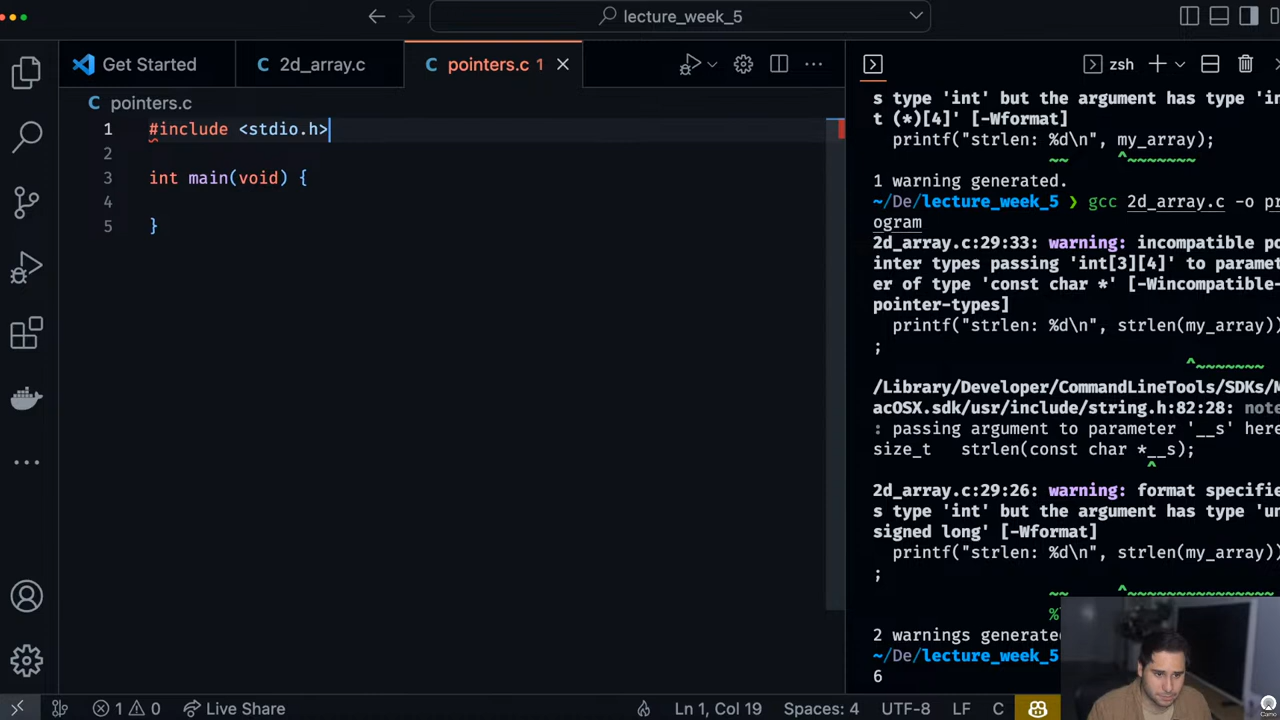 lecture_week_5
Get Started
C 2d_array.c
C pointers.c 1
zsh
C pointers.c
1 #include <stdio.h>
2
3 int main(void) {
4
5 }
s type 'int' but the argument has type 'in
t (*)[4]' [-Wformat]
printf("strlen: %d\n", my_array);
~~ ^~~~~~~~
1 warning generated.
~/De/lecture_week_5 ❯ gcc 2d_array.c -o pr
ogram
2d_array.c:29:33: warning: incompatible po
inter types passing 'int[3][4]' to paramet
er of type 'const char *' [-Wincompatible-
pointer-types]
printf("strlen: %d\n", strlen(my_array))
;
^~~~~~~~
/Library/Developer/CommandLineTools/SDKs/M
acOSX.sdk/usr/include/string.h:82:28: note
: passing argument to parameter '__s' here
size_t strlen(const char *__s);
^
2d_array.c:29:26: warning: format specifie
s type 'int' but the argument has type 'un
signed long' [-Wformat]
printf("strlen: %d\n", strlen(my_array))
;
~~ ^~~~~~~~~~~~~~~~
2 warnings generated
~/De/lecture_week_5
6
1 0
Live Share
Ln 1, Col 19
Spaces: 4
UTF-8
LF
C
Camo